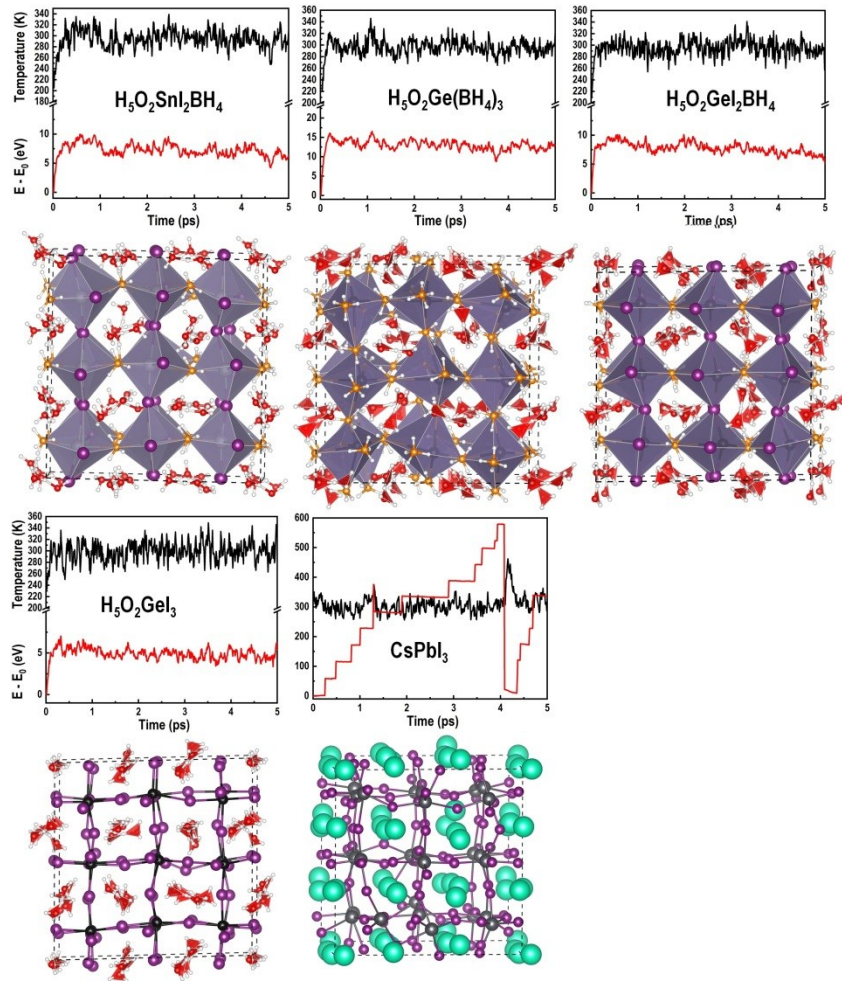 Temperature (K)
340
320
300
280
260
240
220
200
180
H₅O₂SnI₂BH₄
E - E₀ (eV)
10
5
0
0 1 2 3 4 5
Time (ps)
360
340
320
300
280
260
240
220
200
H₅O₂Ge(BH₄)₃
20
15
10
5
0
0 1 2 3 4 5
Time (ps)
360
340
320
300
280
260
240
220
200
H₅O₂GeI₂BH₄
10
5
0
0 1 2 3 4 5
Time (ps)
Temperature (K)
360
340
320
300
280
260
240
220
200
H₅O₂GeI₃
E - E₀ (eV)
5
0
0 1 2 3 4 5
Time (ps)
600
500
400
300
200
100
0
CsPbI₃
0 1 2 3 4 5
Time (ps)